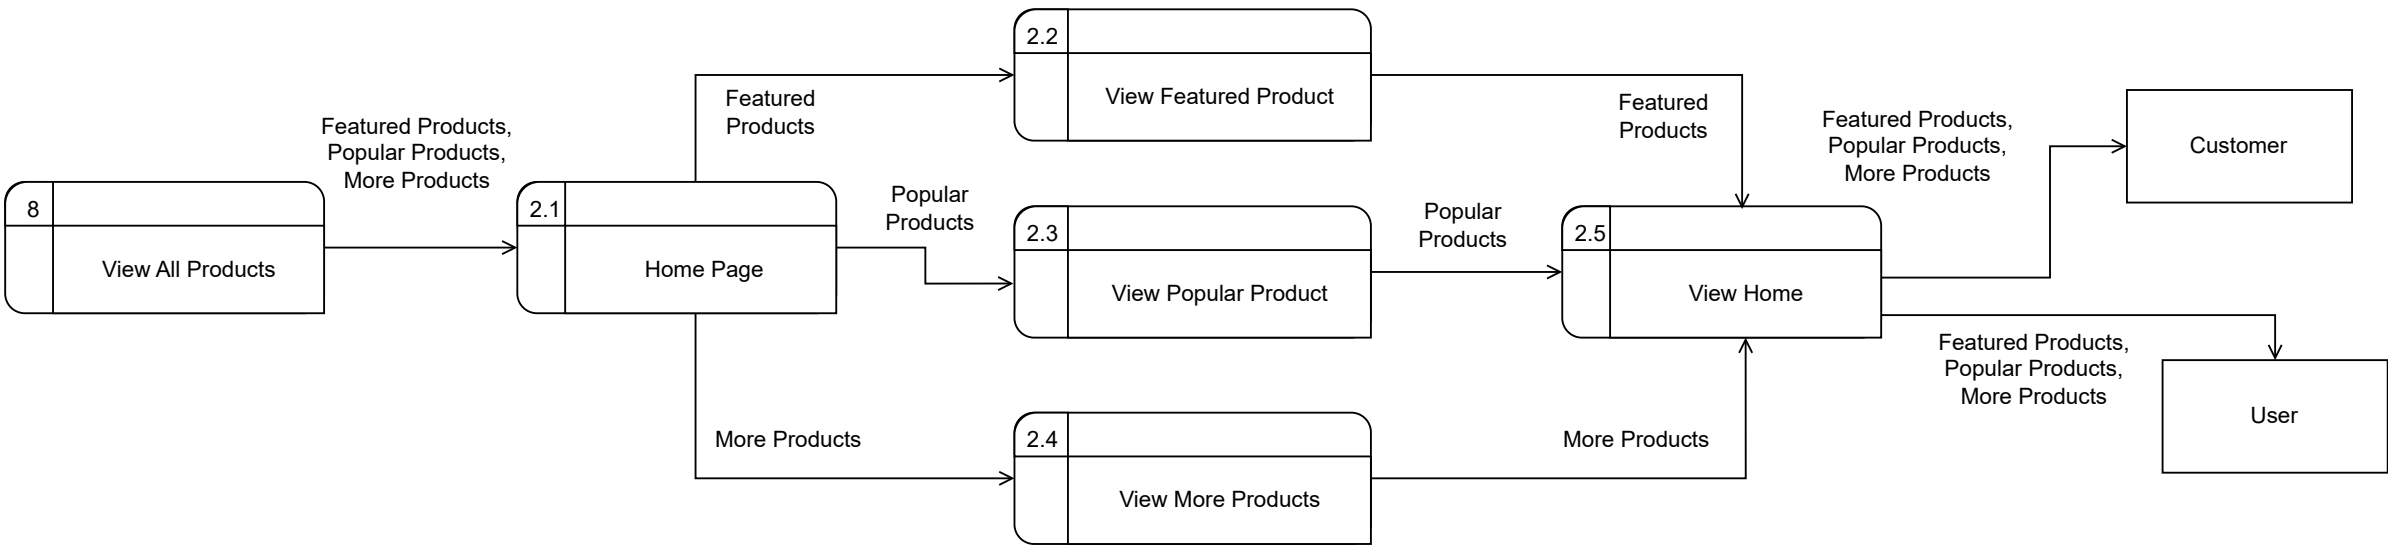 8
View All Products
Featured Products,
Popular Products,
More Products
2.1
Home Page
Featured
Products
Popular
Products
More Products
2.2
View Featured Product
2.3
View Popular Product
2.4
View More Products
Featured
Products
Popular
Products
More Products
2.5
View Home
Featured Products,
Popular Products,
More Products
Customer
Featured Products,
Popular Products,
More Products
User